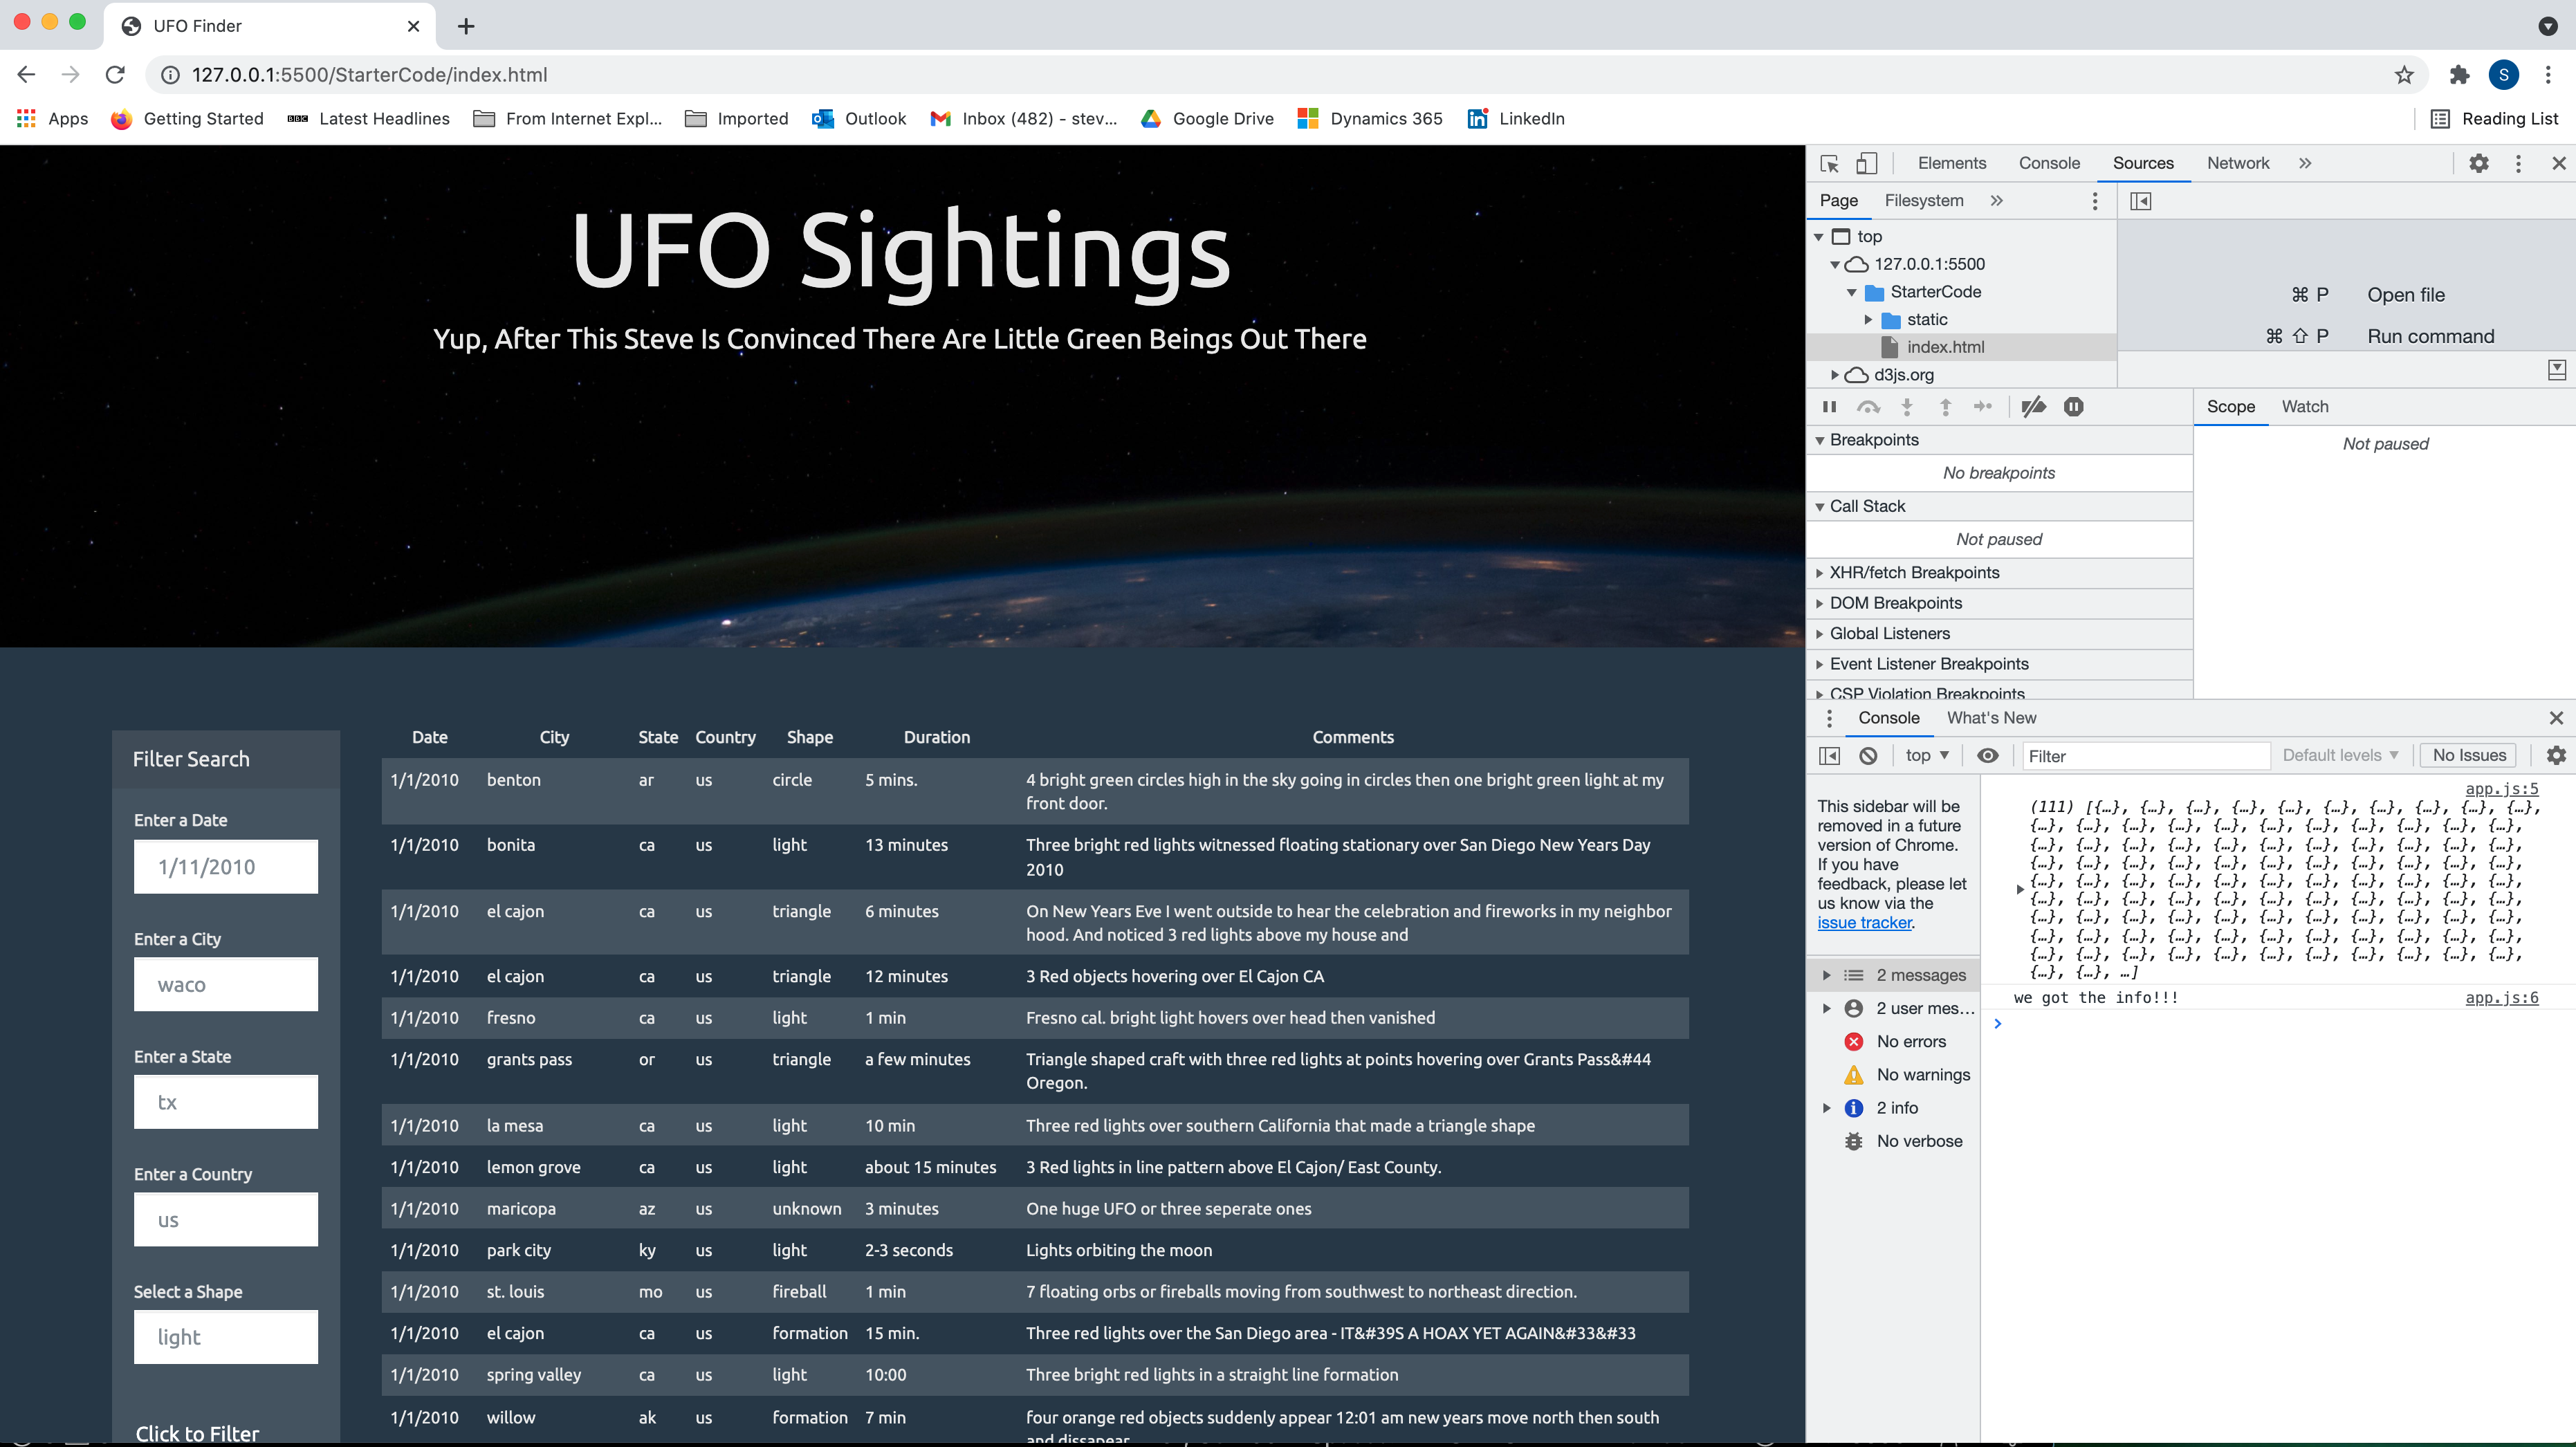 UFO Finder
127.0.0.1:5500/StarterCode/index.html
S
Apps Getting Started BBC Latest Headlines From Internet Expl... Imported Outlook Inbox (482) - stev... Google Drive Dynamics 365 LinkedIn Reading List
UFO Sightings
Yup, After This Steve Is Convinced There Are Little Green Beings Out There
Filter Search
Enter a Date
1/11/2010
Enter a City
waco
Enter a State
tx
Enter a Country
us
Select a Shape
light
Click to Filter
Date City State Country Shape Duration Comments
1/1/2010 benton ar us circle 5 mins. 4 bright green circles high in the sky going in circles then one bright green light at my
front door.
1/1/2010 bonita ca us light 13 minutes Three bright red lights witnessed floating stationary over San Diego New Years Day
2010
1/1/2010 el cajon ca us triangle 6 minutes On New Years Eve I went outside to hear the celebration and fireworks in my neighbor
hood. And noticed 3 red lights above my house and
1/1/2010 el cajon ca us triangle 12 minutes 3 Red objects hovering over El Cajon CA
1/1/2010 fresno ca us light 1 min Fresno cal. bright light hovers over head then vanished
1/1/2010 grants pass or us triangle a few minutes Triangle shaped craft with three red lights at points hovering over Grants Pass&#44
Oregon.
1/1/2010 la mesa ca us light 10 min Three red lights over southern California that made a triangle shape
1/1/2010 lemon grove ca us light about 15 minutes 3 Red lights in line pattern above El Cajon/ East County.
1/1/2010 maricopa az us unknown 3 minutes One huge UFO or three seperate ones
1/1/2010 park city ky us light 2-3 seconds Lights orbiting the moon
1/1/2010 st. louis mo us fireball 1 min 7 floating orbs or fireballs moving from southwest to northeast direction.
1/1/2010 el cajon ca us formation 15 min. Three red lights over the San Diego area - IT&#39S A HOAX YET AGAIN&#33&#33
1/1/2010 spring valley ca us light 10:00 Three bright red lights in a straight line formation
1/1/2010 willow ak us formation 7 min four orange red objects suddenly appear 12:01 am new years move north then south
and dissapear
Elements Console Sources Network »
Page Filesystem »
top
127.0.0.1:5500
StarterCode
static
index.html
d3js.org
⌘ P Open file
⌘ ⇧ P Run command
Scope Watch
Not paused
Breakpoints
No breakpoints
Call Stack
Not paused
XHR/fetch Breakpoints
DOM Breakpoints
Global Listeners
Event Listener Breakpoints
CSP Violation Breakpoints
Console What's New
top Filter Default levels No Issues
This sidebar will be
removed in a future
version of Chrome.
If you have
feedback, please let
us know via the
issue tracker.
2 messages
2 user mes...
No errors
No warnings
2 info
No verbose
app.js:5
(111) [{…}, {…}, {…}, {…}, {…}, {…}, {…}, {…}, {…}, {…},
{…}, {…}, {…}, {…}, {…}, {…}, {…}, {…}, {…}, {…}, {…},
{…}, {…}, {…}, {…}, {…}, {…}, {…}, {…}, {…}, {…}, {…},
{…}, {…}, {…}, {…}, {…}, {…}, {…}, {…}, {…}, {…}, {…},
{…}, {…}, {…}, {…}, {…}, {…}, {…}, {…}, {…}, {…}, {…},
{…}, {…}, {…}, {…}, {…}, {…}, {…}, {…}, {…}, {…}, {…},
{…}, {…}, {…}, {…}, {…}, {…}, {…}, {…}, {…}, {…}, {…},
{…}, {…}, {…}, {…}, {…}, {…}, {…}, {…}, {…}, {…}, {…},
{…}, {…}, {…}, {…}, {…}, {…}, {…}, {…}, {…}, {…}, {…},
{…}, {…}, …]
we got the info!!! app.js:6